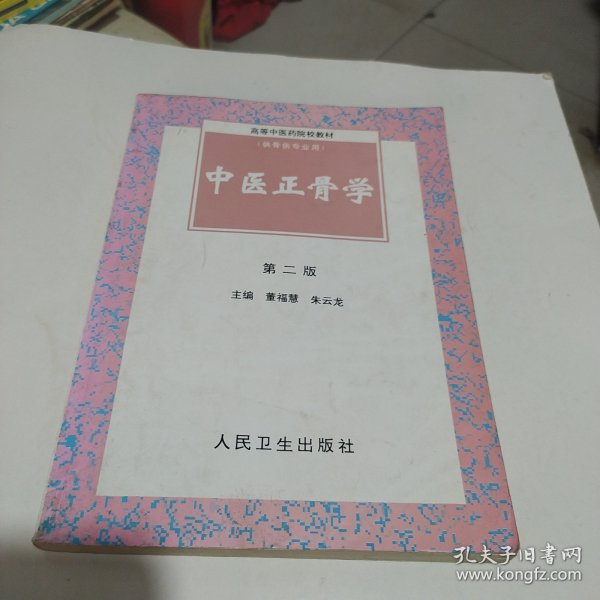 高等中医药院校教材
(供骨伤专业用)
中医正骨学
第二版
主编 董福慧 朱云龙
人民卫生出版社
孔夫子旧书网
www.kongfz.com